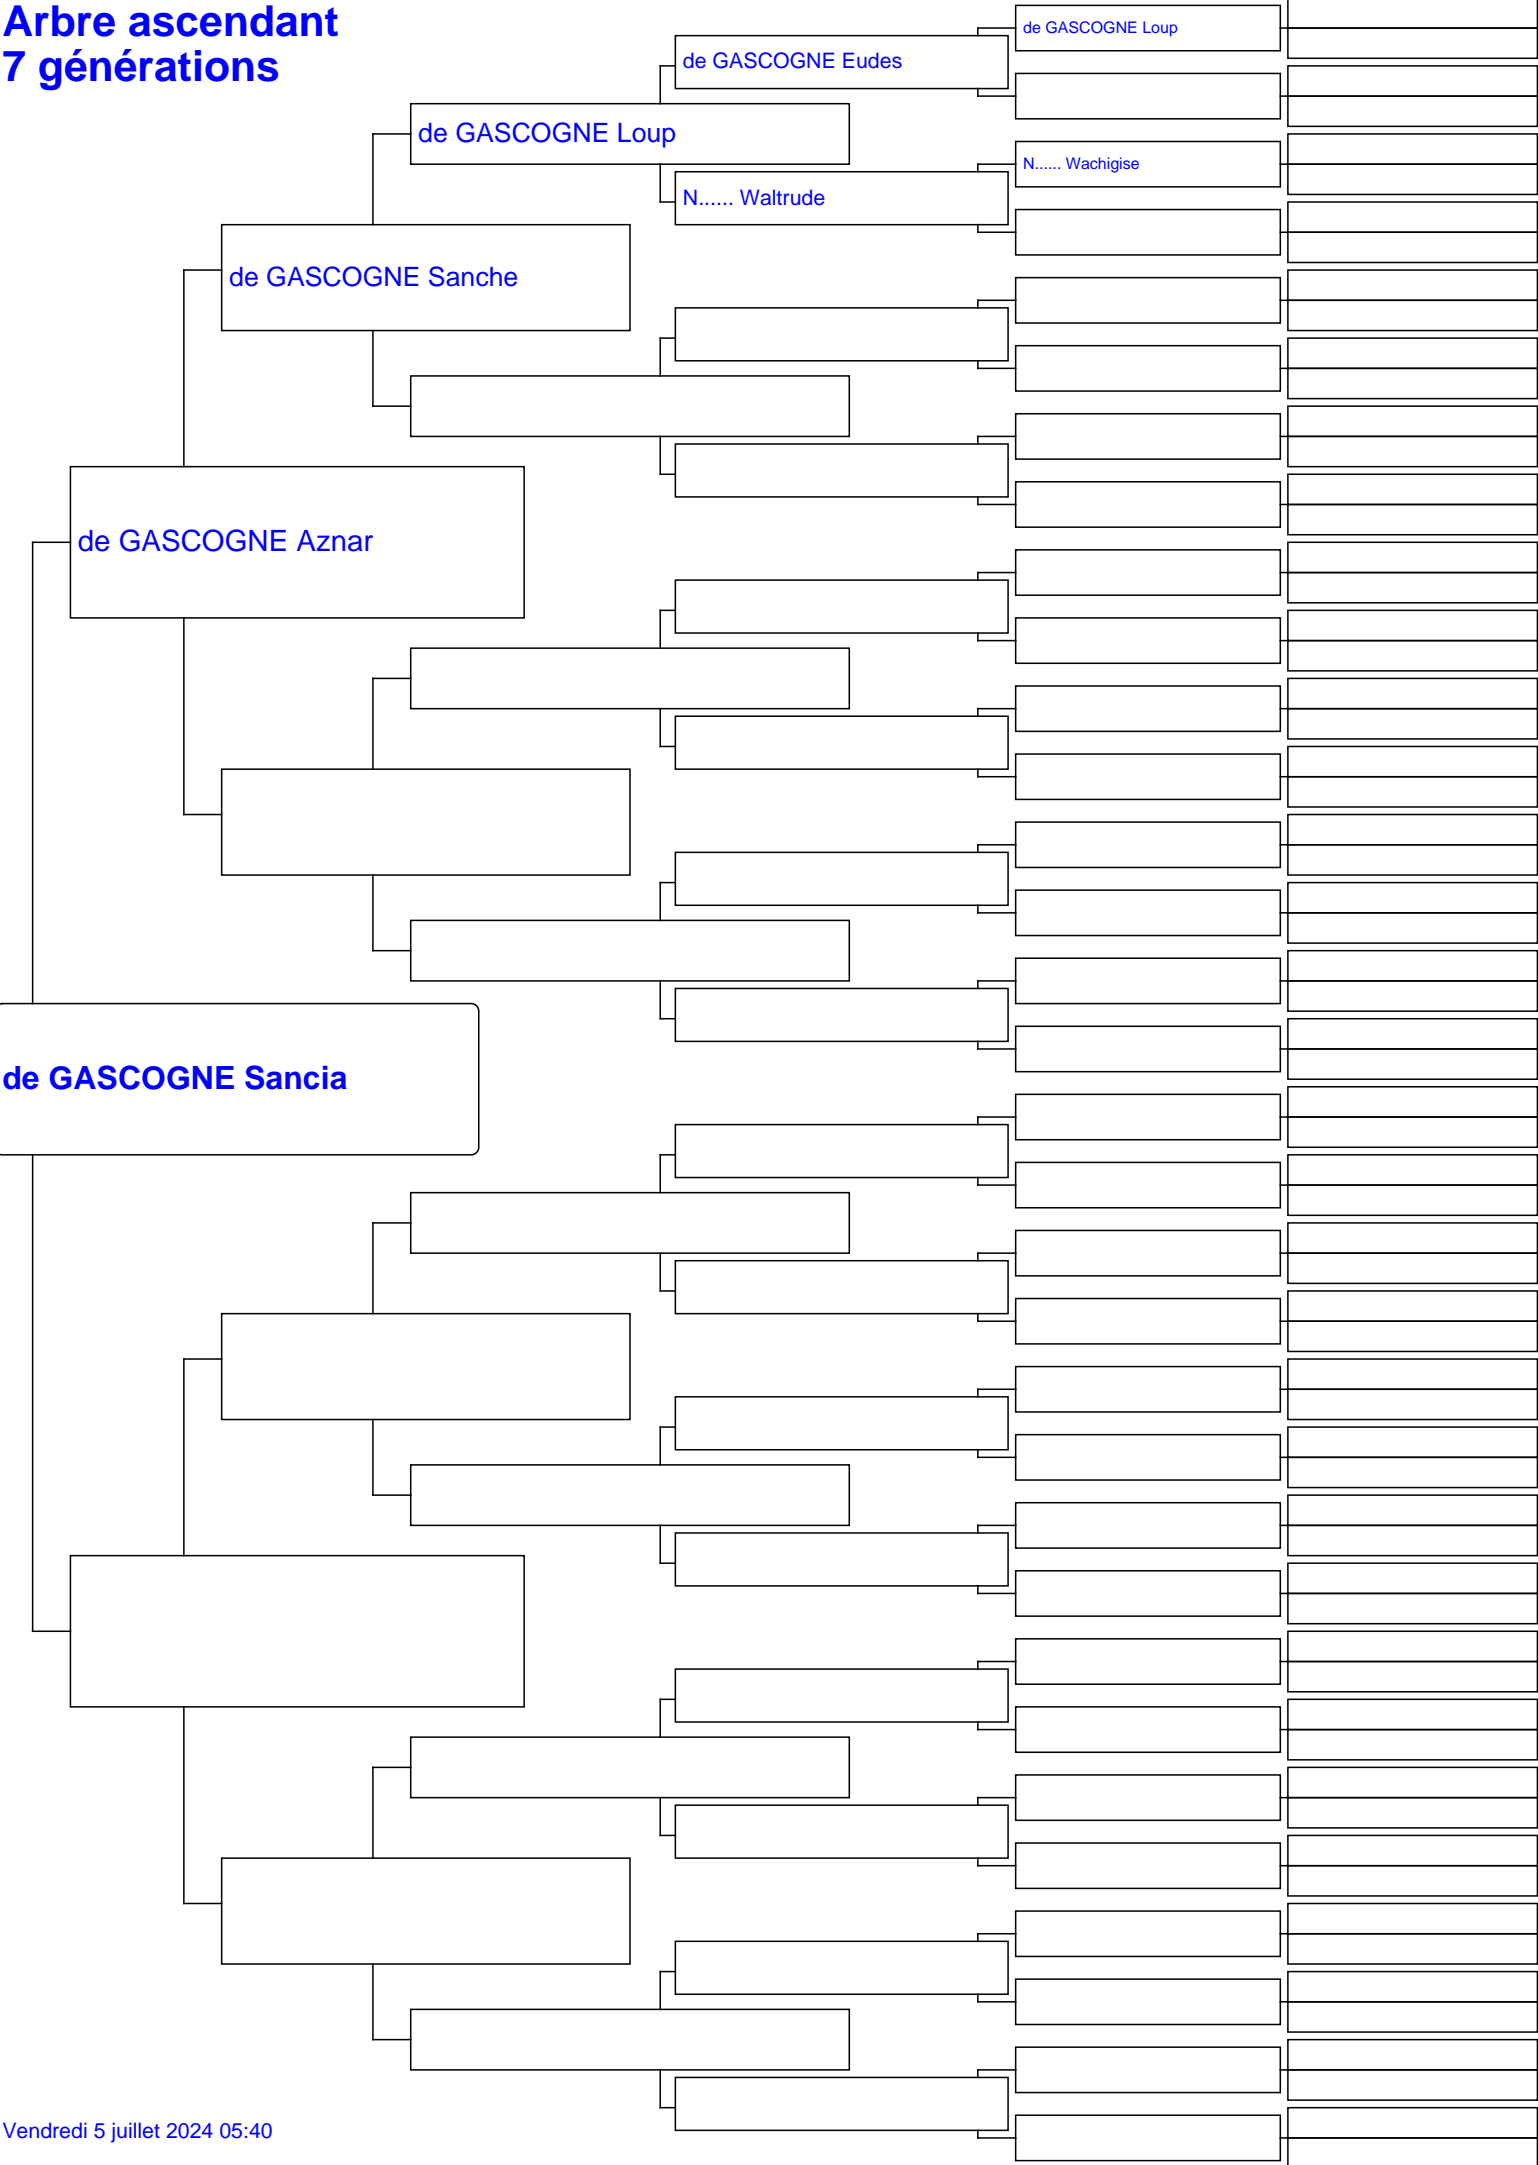 Arbre ascendant
7 générations
de GASCOGNE Loup
de GASCOGNE Eudes
de GASCOGNE Loup
N...... Wachigise
N...... Waltrude
de GASCOGNE Sanche
de GASCOGNE Aznar
de GASCOGNE Sancia
Vendredi 5 juillet 2024 05:40